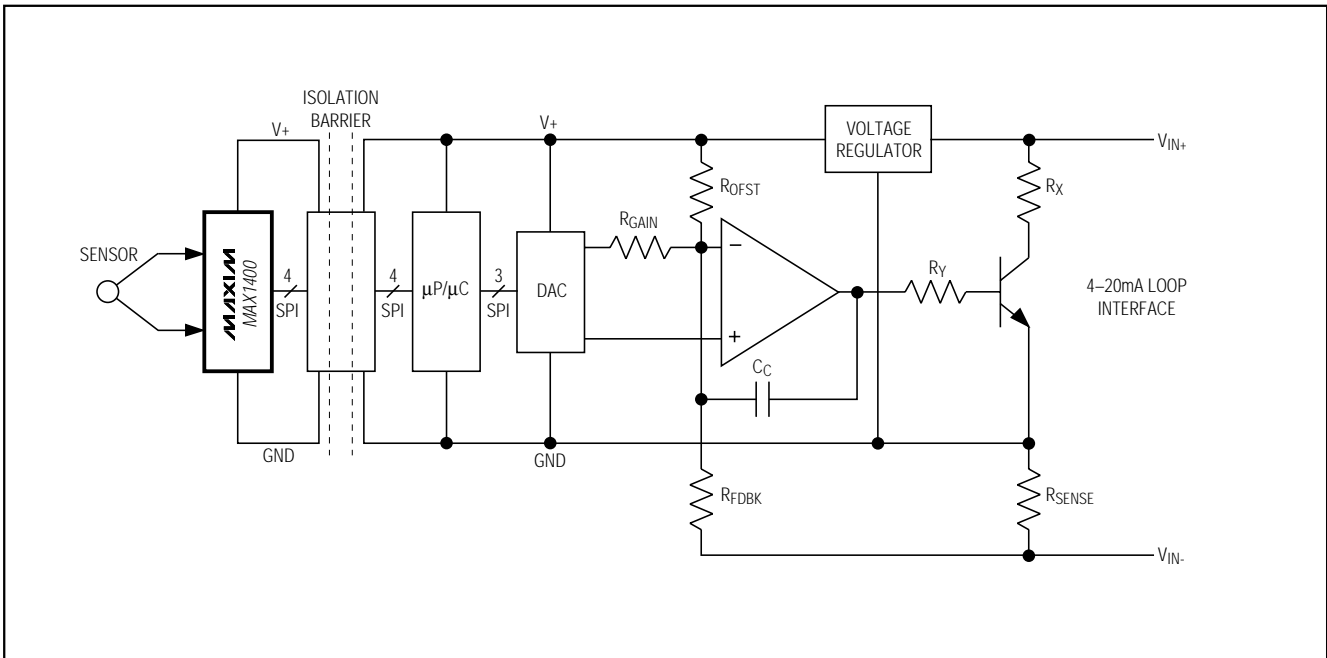 ISOLATION
BARRIER
V+
V+
VOLTAGE
REGULATOR
VIN+
ROFST
RX
RGAIN
SENSOR
MAXIM
MAX1400
4
SPI
4
SPI
µP/µC
3
SPI
DAC
−
+
RY
4–20mA LOOP
INTERFACE
CC
GND
GND
RFDBK
RSENSE
VIN-